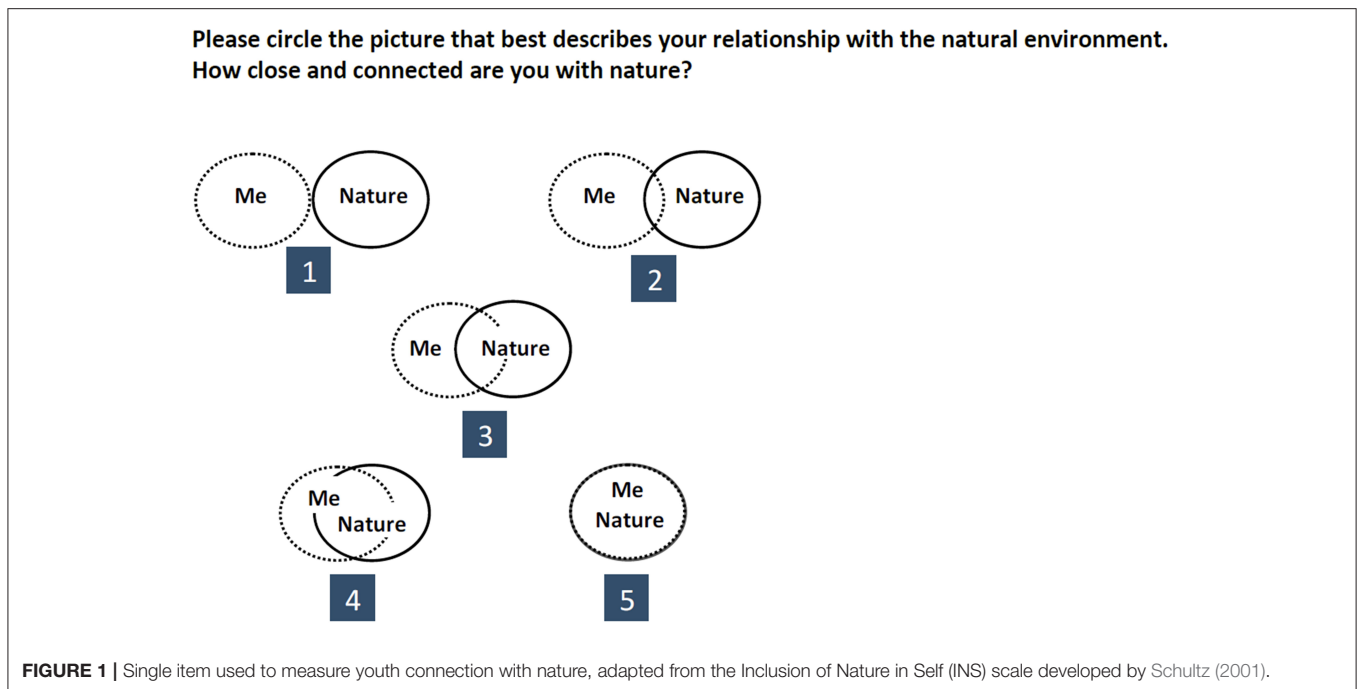 Please circle the picture that best describes your relationship with the natural environment.
How close and connected are you with nature?
Me
Nature
1
Me
Nature
2
Me
Nature
3
Me
Nature
4
Me
Nature
5
FIGURE 1 | Single item used to measure youth connection with nature, adapted from the Inclusion of Nature in Self (INS) scale developed by Schultz (2001).